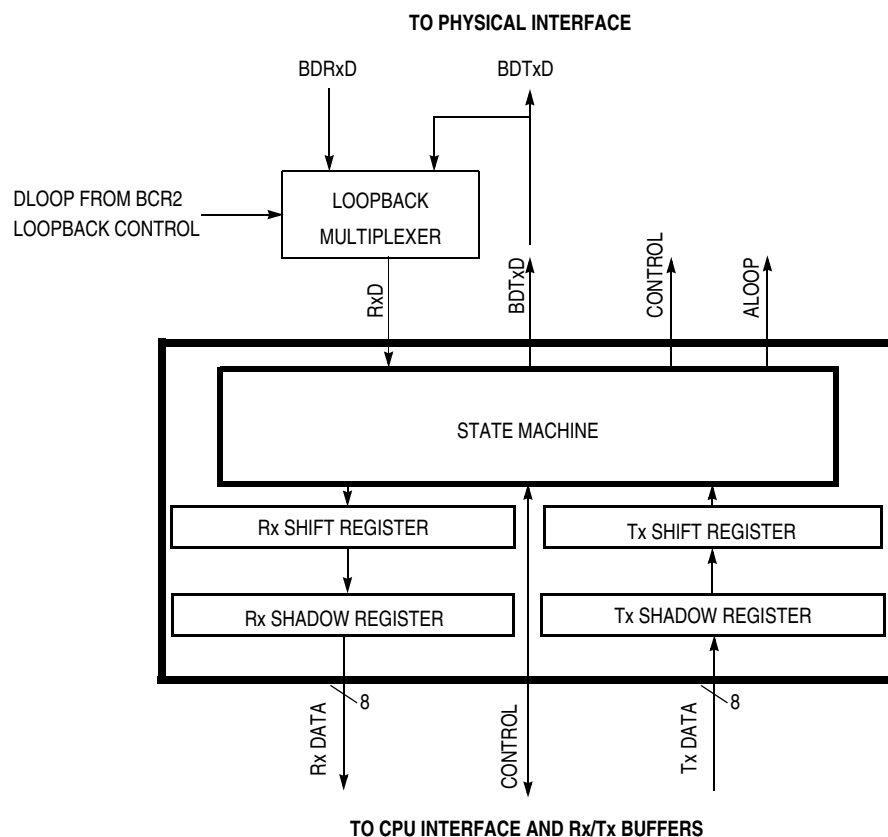 TO PHYSICAL INTERFACE
BDRxD
BDTxD
DLOOP FROM BCR2
LOOPBACK CONTROL
LOOPBACK
MULTIPLEXER
RxD
BDTxD
CONTROL
ALOOP
STATE MACHINE
Rx SHIFT REGISTER
Tx SHIFT REGISTER
Rx SHADOW REGISTER
Tx SHADOW REGISTER
8
8
Rx DATA
CONTROL
Tx DATA
TO CPU INTERFACE AND Rx/Tx BUFFERS